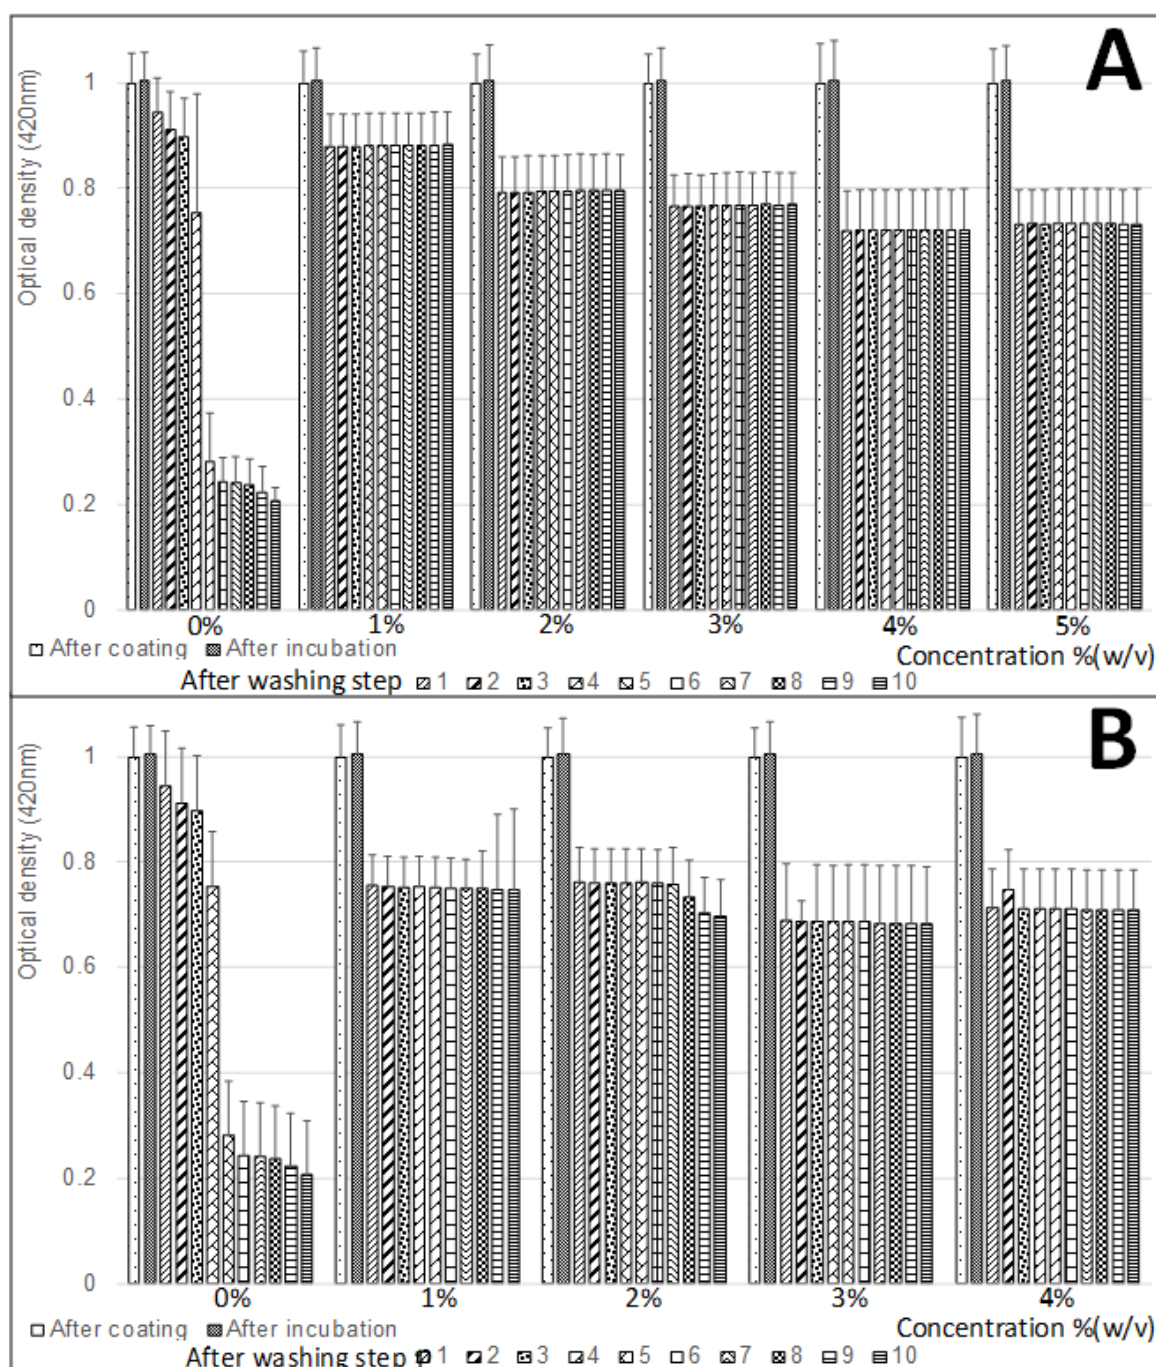 A
Optical density (420nm)
1
0.8
0.6
0.4
0.2
0
0% 1% 2% 3% 4% 5%
After coating After incubation
Concentration %(w/v)
After washing step 1 2 3 4 5 6 7 8 9 10
B
Optical density (420nm)
1
0.8
0.6
0.4
0.2
0
0% 1% 2% 3% 4%
After coating After incubation
Concentration %(w/v)
After washing step 1 2 3 4 5 6 7 8 9 10